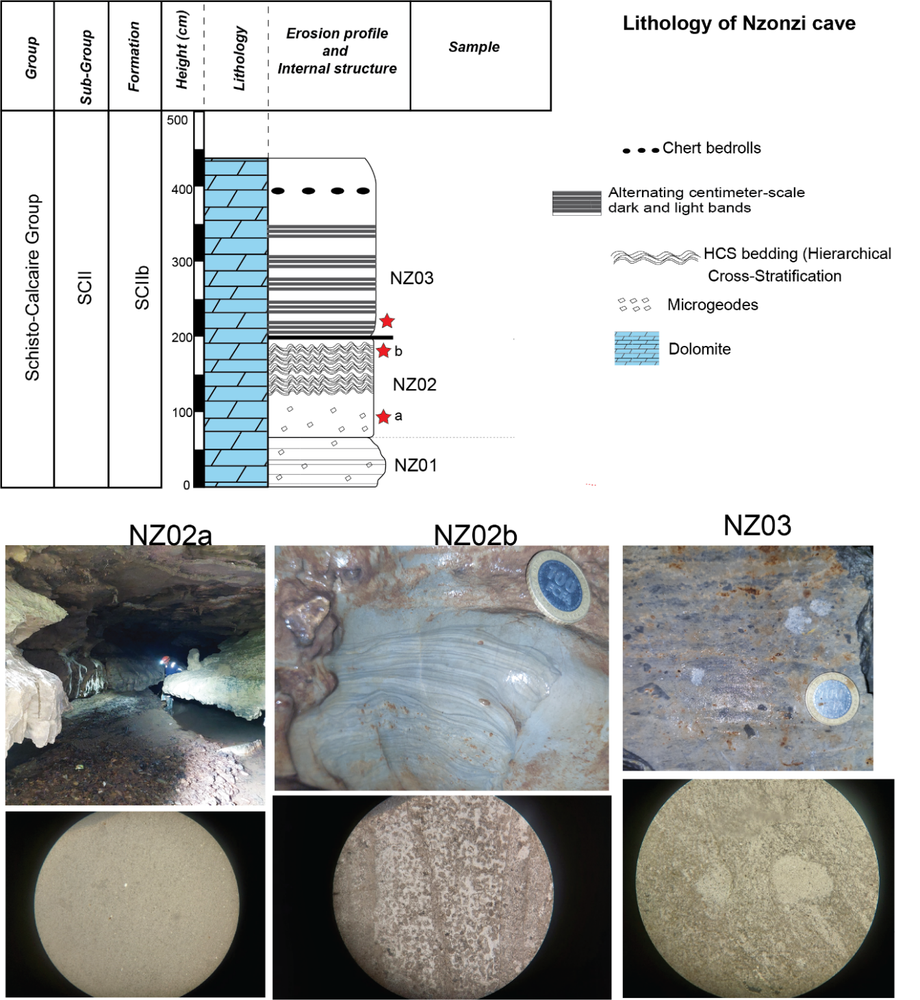 Lithology of Nzonzi cave
Group
Sub-Group
Formation
Height (cm)
Lithology
Erosion profile
and
Internal structure
Sample
Schisto-Calcaire Group
SCII
SCIIb
500
400
300
200
100
0
NZ03
b
NZ02
a
NZ01
Chert bedrolls
Alternating centimeter-scale
dark and light bands
HCS bedding (Hierarchical
Cross-Stratification
Microgeodes
Dolomite
NZ02a
NZ02b
NZ03
100